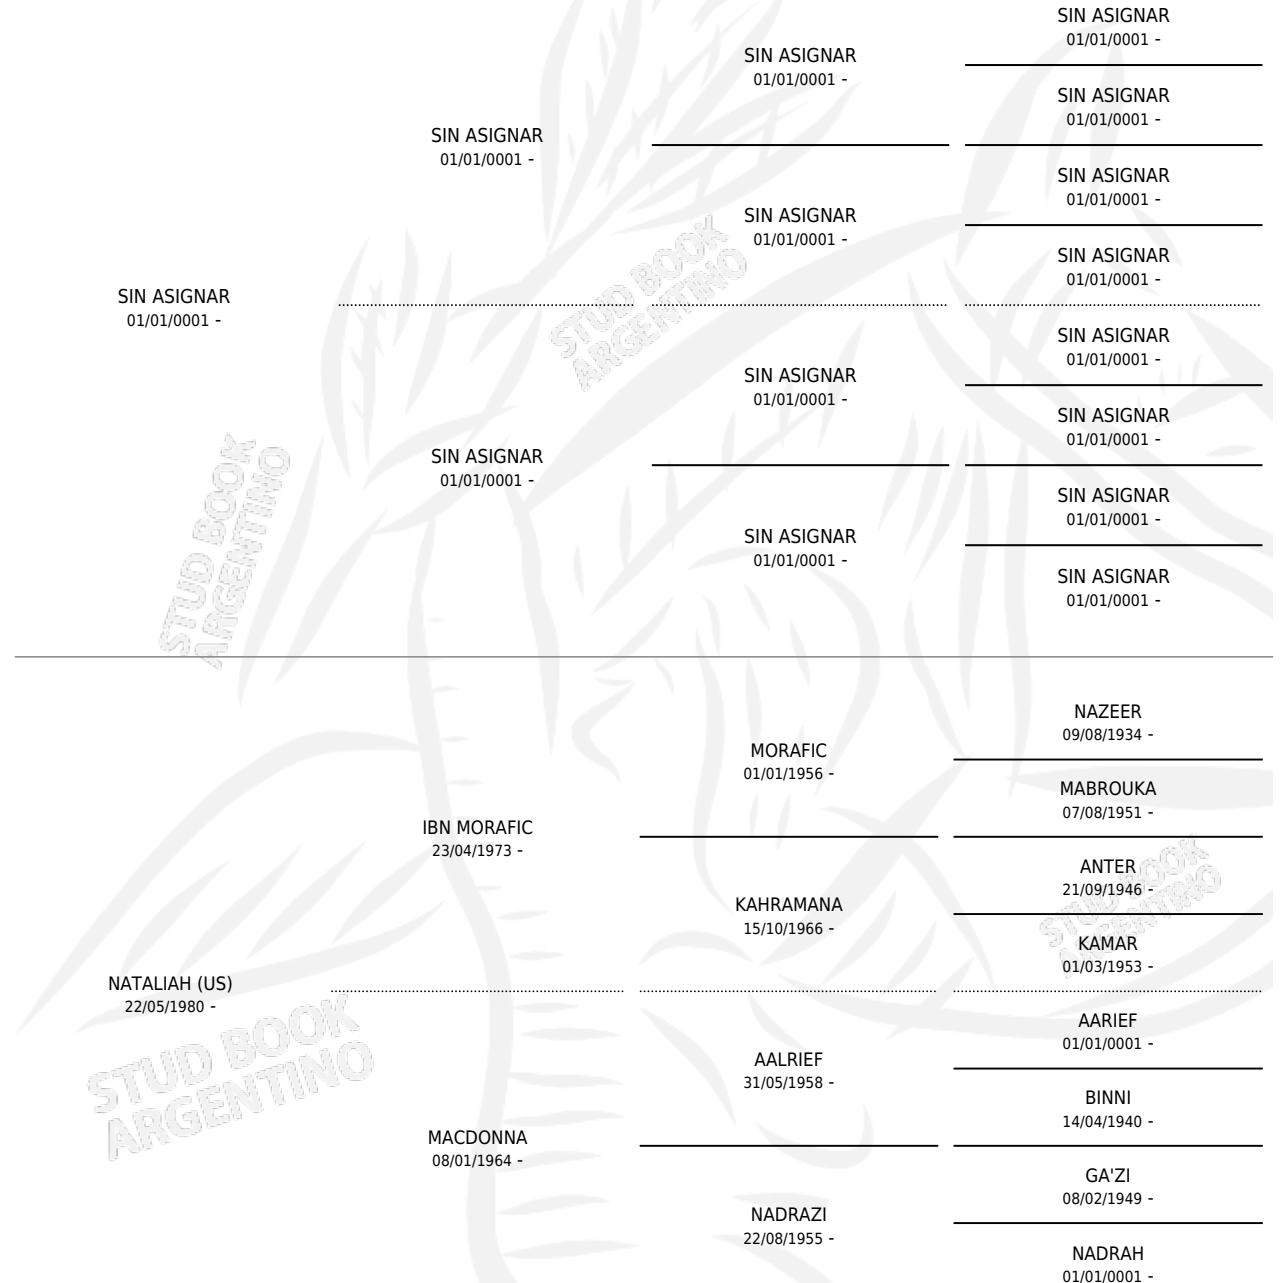 SIN ASIGNAR
01/01/0001 -
SIN ASIGNAR
01/01/0001 -
SIN ASIGNAR
01/01/0001 -
SIN ASIGNAR
01/01/0001 -
SIN ASIGNAR
01/01/0001 -
SIN ASIGNAR
01/01/0001 -
SIN ASIGNAR
01/01/0001 -
STUD BOOK
ARGENTINO
SIN ASIGNAR
01/01/0001 -
SIN ASIGNAR
01/01/0001 -
SIN ASIGNAR
01/01/0001 -
SIN ASIGNAR
01/01/0001 -
SIN ASIGNAR
01/01/0001 -
SIN ASIGNAR
01/01/0001 -
STUD BOOK
ARGENTINO
SIN ASIGNAR
01/01/0001 -
SIN ASIGNAR
01/01/0001 -
NAZEER
09/08/1934 -
MORAFIC
01/01/1956 -
MABROUKA
07/08/1951 -
IBN MORAFIC
23/04/1973 -
ANTER
21/09/1946 -
KAHRAMANA
15/10/1966 -
STUD BOOK
ARGENTINO
KAMAR
01/03/1953 -
NATALIAH (US)
22/05/1980 -
STUD BOOK
ARGENTINO
AARIEF
01/01/0001 -
AALRIEF
31/05/1958 -
BINNI
14/04/1940 -
MACDONNA
08/01/1964 -
GA'ZI
08/02/1949 -
NADRAZI
22/08/1955 -
NADRAH
01/01/0001 -